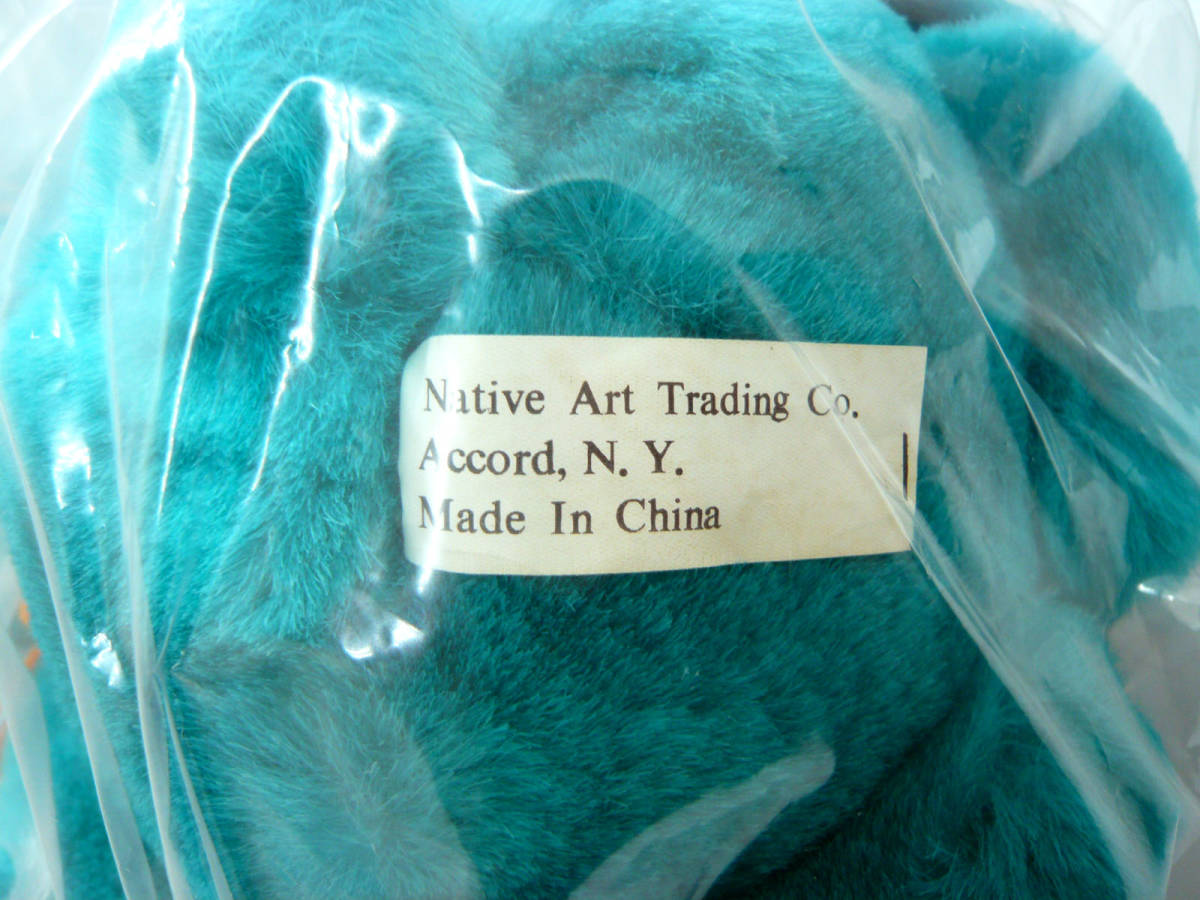 Native Art Trading Co.
Accord, N. Y.
Made In China